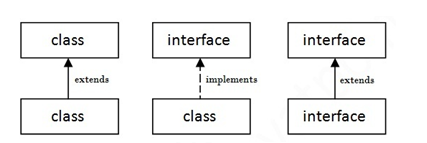 class interface interface
extends implements extends
class class interface